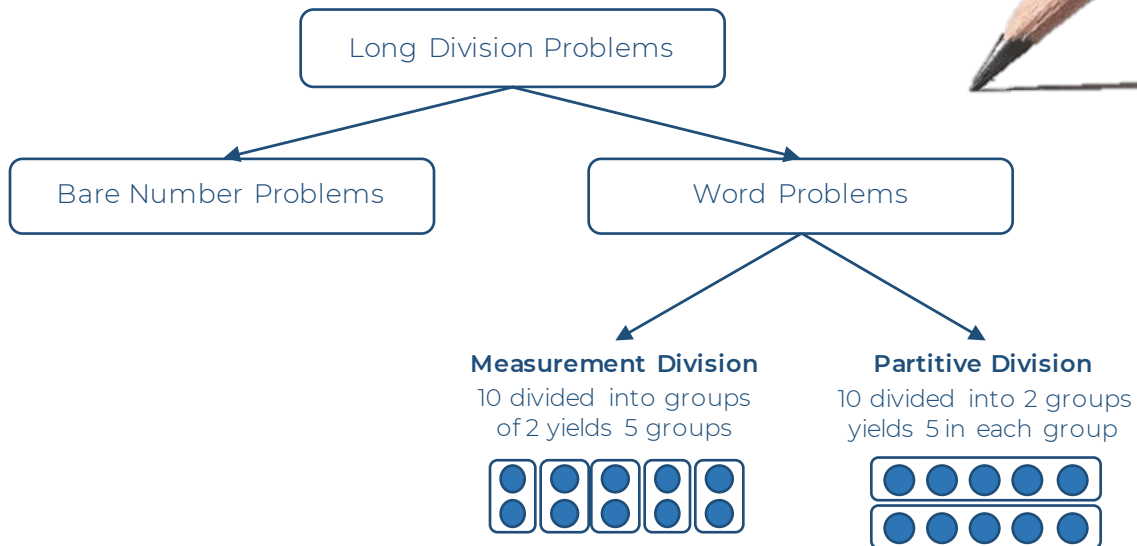 Long Division Problems
Bare Number Problems
Word Problems
Measurement Division
10 divided into groups
of 2 yields 5 groups
Partitive Division
10 divided into 2 groups
yields 5 in each group